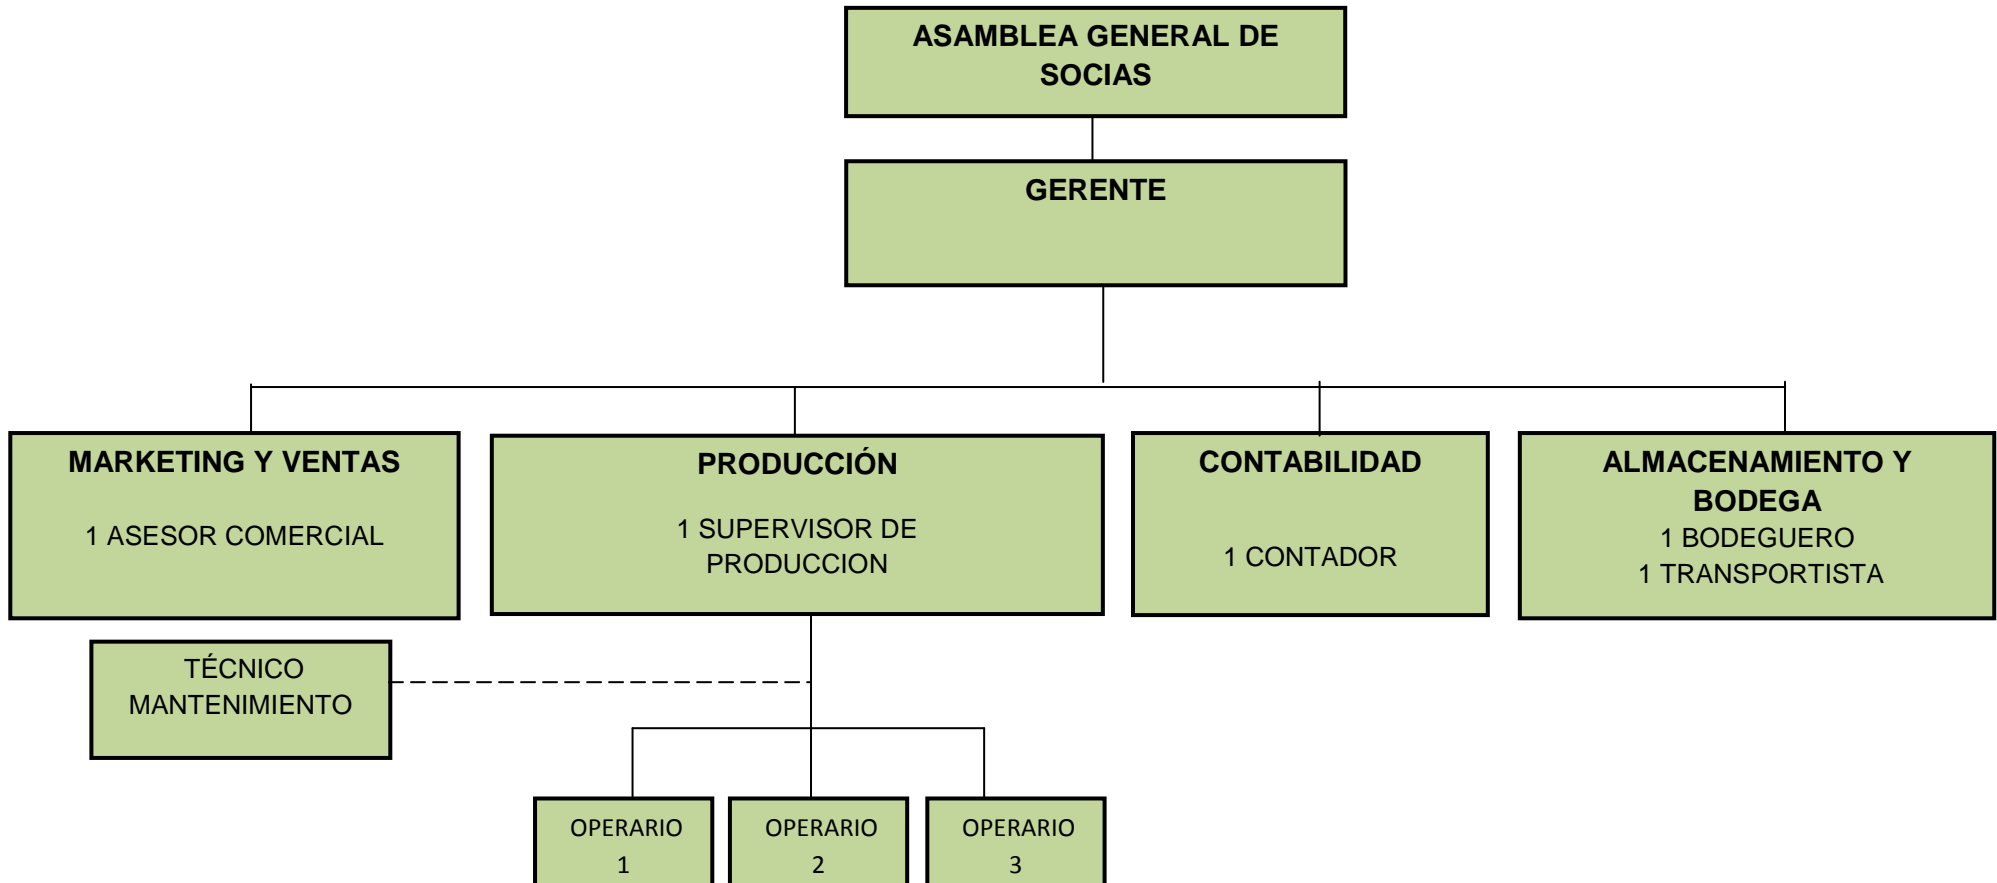 ASAMBLEA GENERAL DE
SOCIAS
GERENTE
MARKETING Y VENTAS
1 ASESOR COMERCIAL
PRODUCCIÓN
1 SUPERVISOR DE
PRODUCCION
CONTABILIDAD
1 CONTADOR
ALMACENAMIENTO Y
BODEGA
1 BODEGUERO
1 TRANSPORTISTA
TÉCNICO
MANTENIMIENTO
OPERARIO
1
OPERARIO
2
OPERARIO
3